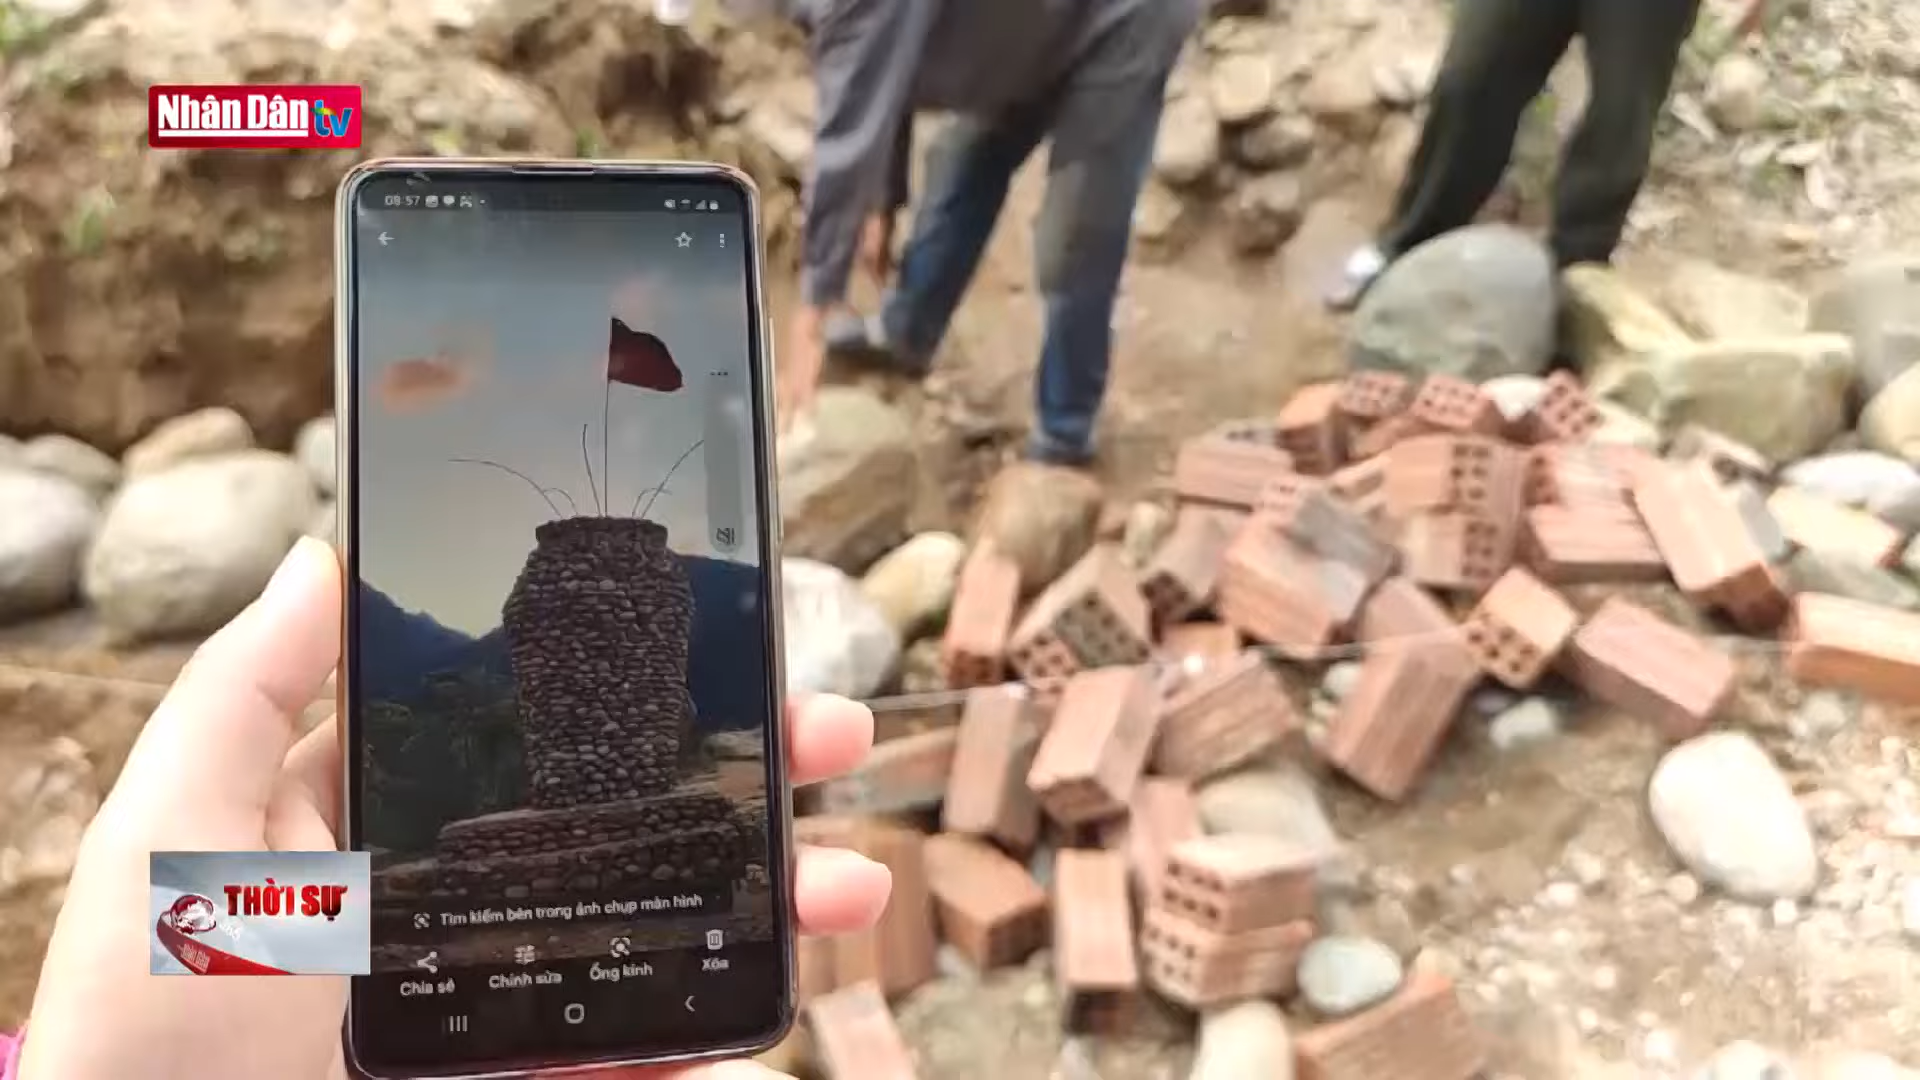 Nhân Dân tv
08:57
Tìm kiếm bên trong ảnh chụp màn hình
Chia sẻ
Chỉnh sửa
Ống kính
Xóa
THỜI SỰ